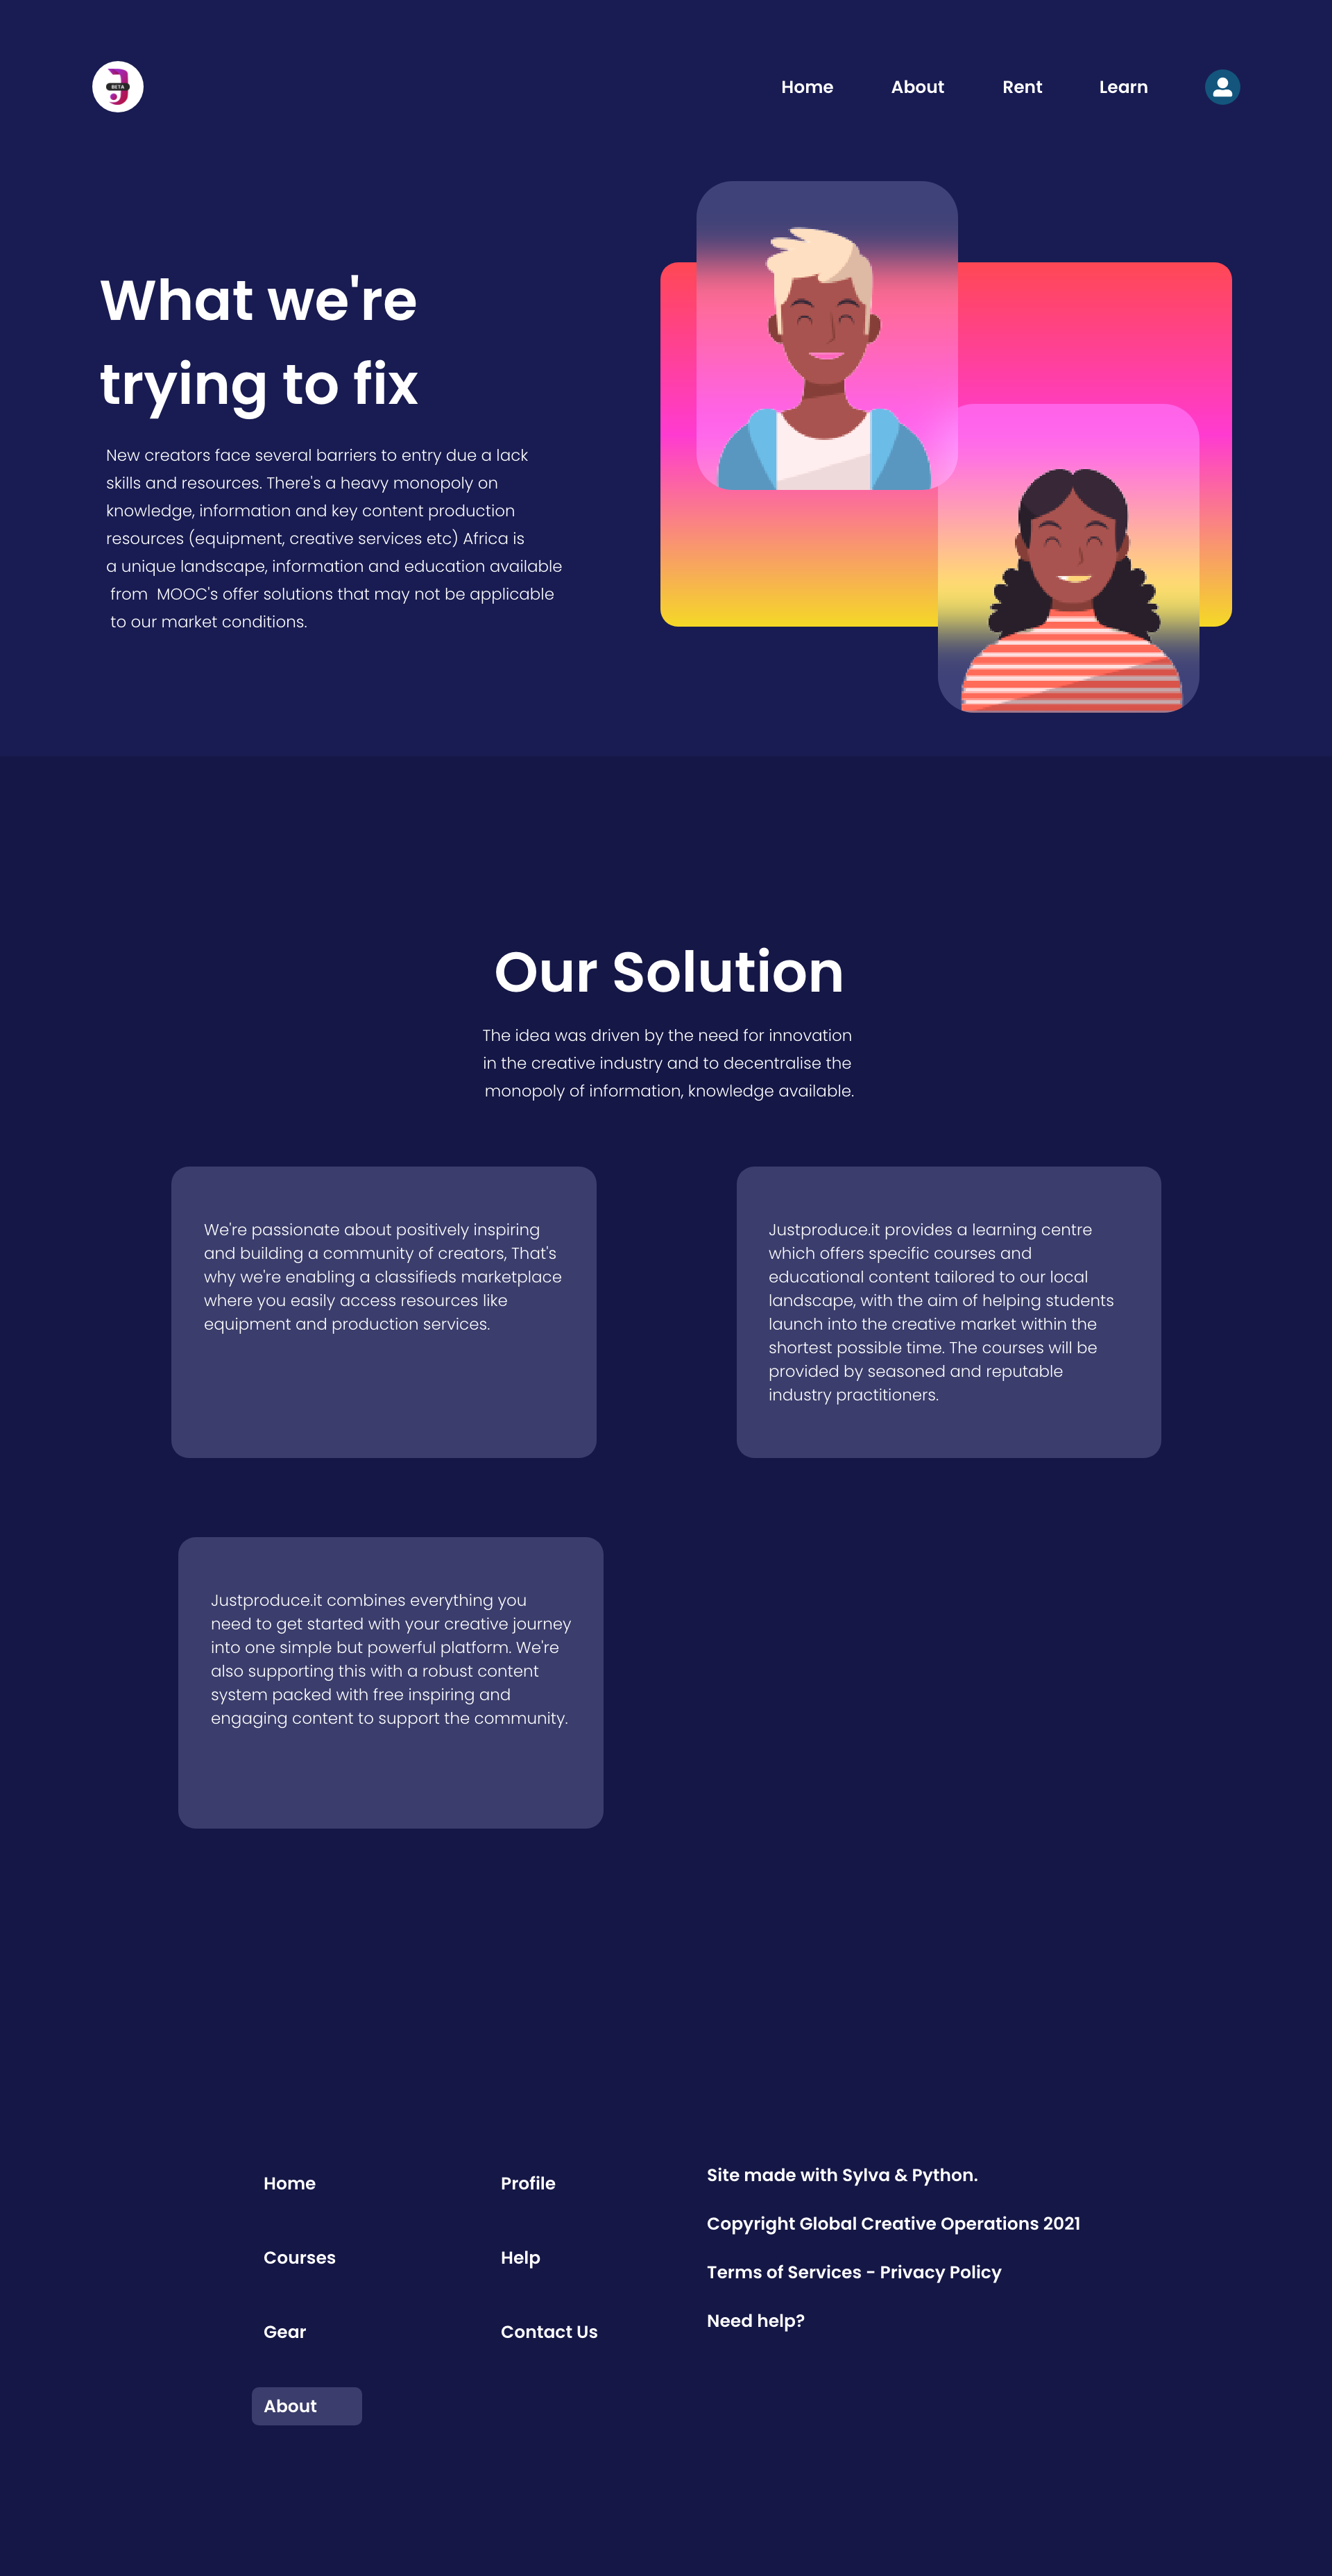 BETA
Home
About
Rent
Learn
What we're
trying to fix
New creators face several barriers to entry due a lack
skills and resources. There's a heavy monopoly on
knowledge, information and key content production
resources (equipment, creative services etc) Africa is
a unique landscape, information and education available
from MOOC's offer solutions that may not be applicable
to our market conditions.
Our Solution
The idea was driven by the need for innovation
in the creative industry and to decentralise the
monopoly of information, knowledge available.
We're passionate about positively inspiring
and building a community of creators, That's
why we're enabling a classifieds marketplace
where you easily access resources like
equipment and production services.
Justproduce.it provides a learning centre
which offers specific courses and
educational content tailored to our local
landscape, with the aim of helping students
launch into the creative market within the
shortest possible time. The courses will be
provided by seasoned and reputable
industry practitioners.
Justproduce.it combines everything you
need to get started with your creative journey
into one simple but powerful platform. We're
also supporting this with a robust content
system packed with free inspiring and
engaging content to support the community.
Home
Courses
Gear
About
Profile
Help
Contact Us
Site made with Sylva & Python.
Copyright Global Creative Operations 2021
Terms of Services - Privacy Policy
Need help?